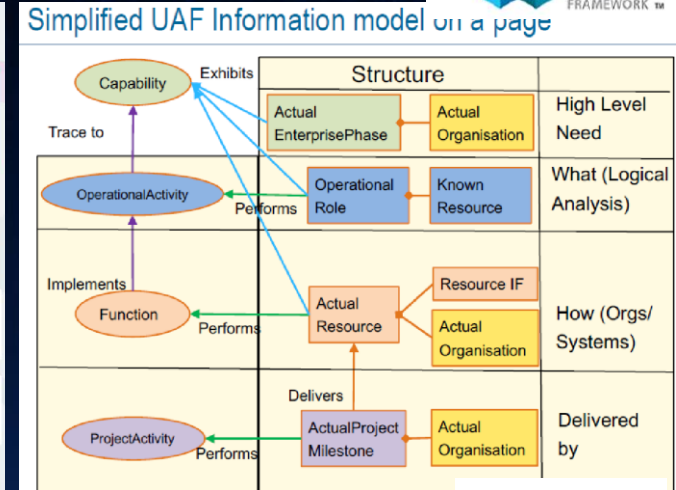 FRAMEWORK ™
Simplified UAF Information model on a page
Structure
Capability
Exhibits
Actual
EnterprisePhase
Actual
Organisation
High Level
Need
Trace to
OperationalActivity
Performs
Operational
Role
Known
Resource
What (Logical
Analysis)
Implements
Function
Performs
Actual
Resource
Resource IF
Actual
Organisation
How (Orgs/
Systems)
Delivers
ProjectActivity
Performs
ActualProject
Milestone
Actual
Organisation
Delivered
by